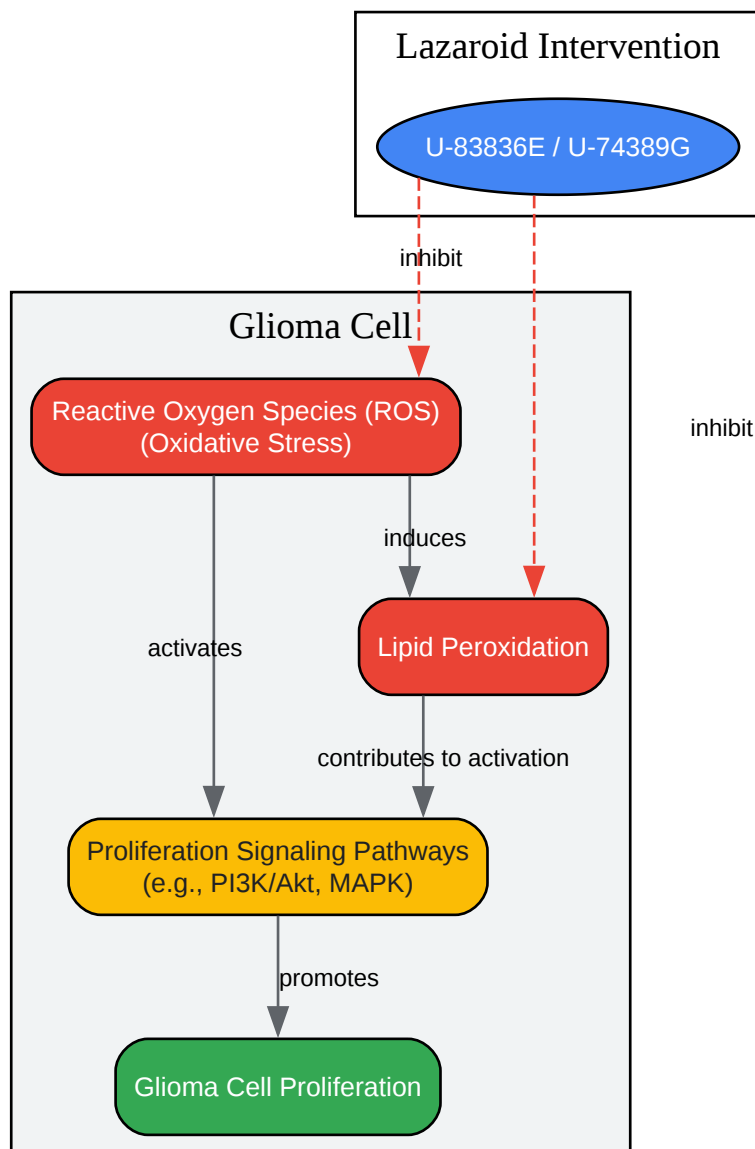 Lazaroid Intervention
U-83836E / U-74389G
inhibit
Glioma Cell
Reactive Oxygen Species (ROS)
(Oxidative Stress)
inhibit
induces
activates
Lipid Peroxidation
contributes to activation
Proliferation Signaling Pathways
(e.g., PI3K/Akt, MAPK)
promotes
Glioma Cell Proliferation